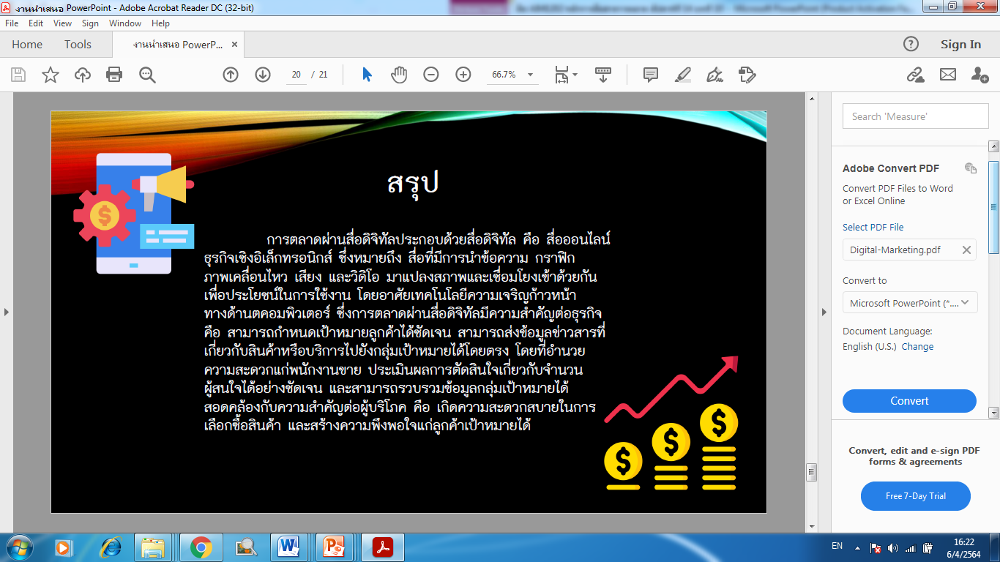 งานนำเสนอ PowerPoint - Adobe Acrobat Reader DC (32-bit)
File Edit View Sign Window Help
Home Tools งานนำเสนอ PowerP... × Sign In
20 / 21 66.7%
Search 'Measure'
Adobe Convert PDF
Convert PDF Files to Word
or Excel Online
Select PDF File
Digital-Marketing.pdf
Convert to
Microsoft PowerPoint (*....
Document Language:
English (U.S.) Change
Convert
Convert, edit and e-sign PDF
forms & agreements
Free 7-Day Trial
สรุป
การตลาดผ่านสื่อดิจิทัลประกอบด้วยสื่อดิจิทัล คือ สื่อออนไลน์
ธุรกิจเชิงอิเล็กทรอนิกส์ ซึ่งหมายถึง สื่อที่มีการนำข้อความ กราฟิก
ภาพเคลื่อนไหว เสียง และวิดิโอ มาแปลงสภาพและเชื่อมโยงเข้าด้วยกัน
เพื่อประโยชน์ในการใช้งาน โดยอาศัยเทคโนโลยีความเจริญก้าวหน้า
ทางด้านตคอมพิวเตอร์ ซึ่งการตลาดผ่านสื่อดิจิทัลมีความสำคัญต่อธุรกิจ
คือ สามารถกำหนดเป้าหมายลูกค้าได้ชัดเจน สามารถส่งข้อมูลข่าวสารที่
เกี่ยวกับสินค้าหรือบริการไปยังกลุ่มเป้าหมายได้โดยตรง โดยที่อำนวย
ความสะดวกแก่พนักงานขาย ประเมินผลการตัดสินใจเกี่ยวกับจำนวน
ผู้สนใจได้อย่างชัดเจน และสามารถรวบรวมข้อมูลกลุ่มเป้าหมายได้
สอดคล้องกับความสำคัญต่อผู้บริโภค คือ เกิดความสะดวกสบายในการ
เลือกซื้อสินค้า และสร้างความพึงพอใจแก่ลูกค้าเป้าหมายได้
EN
16:22
6/4/2564